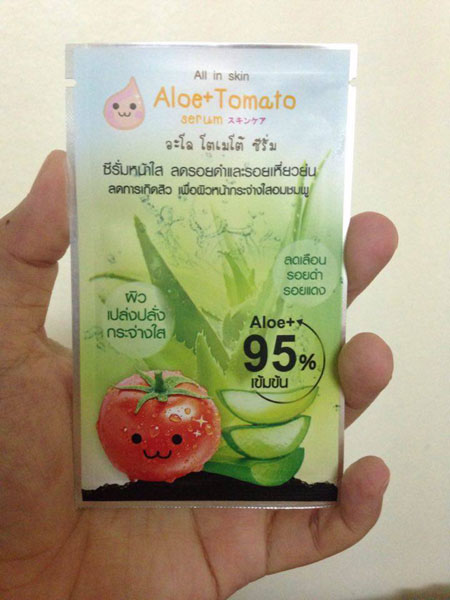 All in skin
Aloe+Tomato
serum スキンケア
อะโล โตเมโต้ ซีรั่ม
ซีรั่มหน้าใส ลดรอยดำและรอยเหี่ยวย่น
ลดการเกิดสิว เพื่อผิวหน้ากระจ่างใสอมชมพู
ลดเลือน
รอยดำ
รอยแดง
ผิว
เปล่งปลั่ง
กระจ่างใส
Aloe+
95%
เข้มข้น